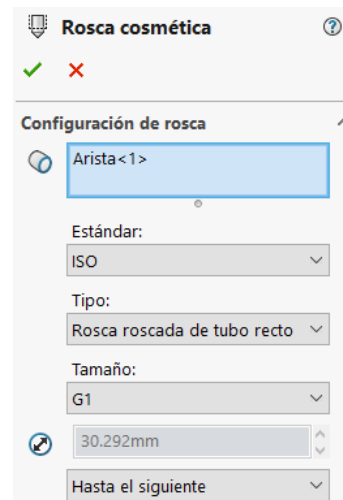 Rosca cosmética
Configuración de rosca
Arista<1>
Estándar:
ISO
Tipo:
Rosca roscada de tubo recto
Tamaño:
G1
30.292mm
Hasta el siguiente